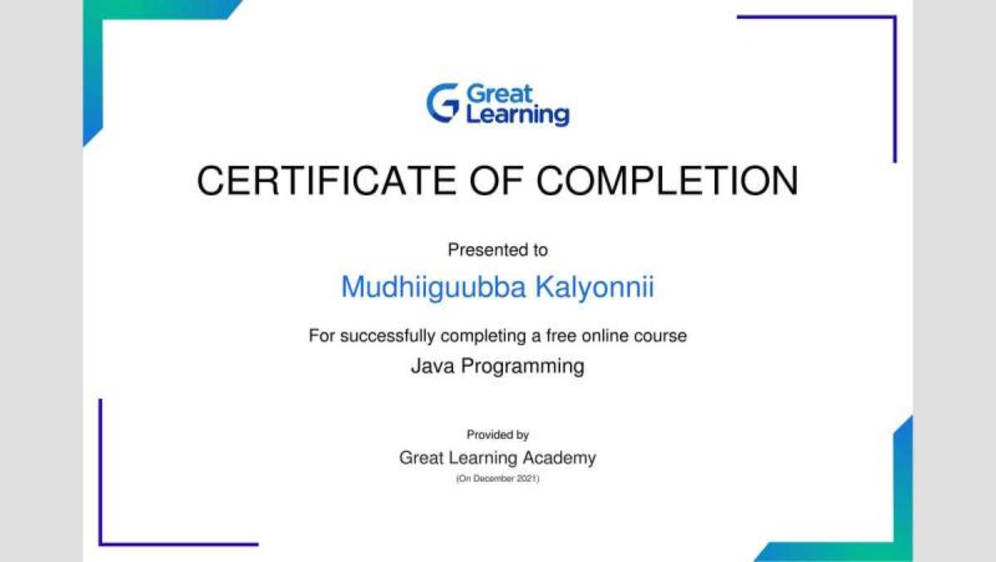 Great
Learning
CERTIFICATE OF COMPLETION
Presented to
Mudhiiguubba Kalyonnii
For successfully completing a free online course
Java Programming
Provided by
Great Learning Academy
(On December 2021)